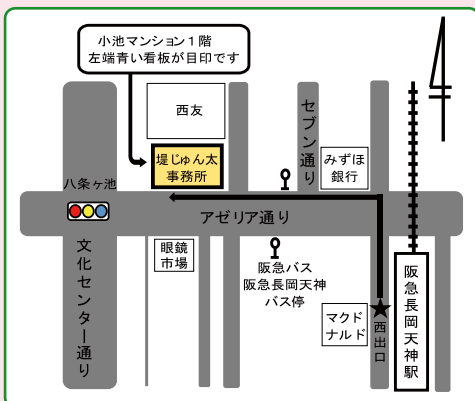 小池マンション１階
左端青い看板が目印です
西友
セブン通り
堤じゅん太
事務所
みずほ
銀行
八条ヶ池
アゼリア通り
文化センター通り
眼鏡
市場
阪急バス
阪急長岡天神
バス停
マクド
ナルド
西出口
阪急長岡天神駅